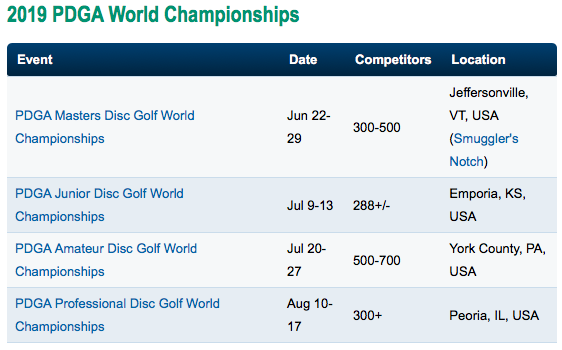 2019 PDGA World Championships
Event Date Competitors Location
PDGA Masters Disc Golf World
Championships
Jun 22-
29
300-500
Jeffersonville,
VT, USA
(Smuggler's
Notch)
PDGA Junior Disc Golf World
Championships
Jul 9-13
288+/-
Emporia, KS,
USA
PDGA Amateur Disc Golf World
Championships
Jul 20-
27
500-700
York County, PA,
USA
PDGA Professional Disc Golf World
Championships
Aug 10-
17
300+
Peoria, IL, USA